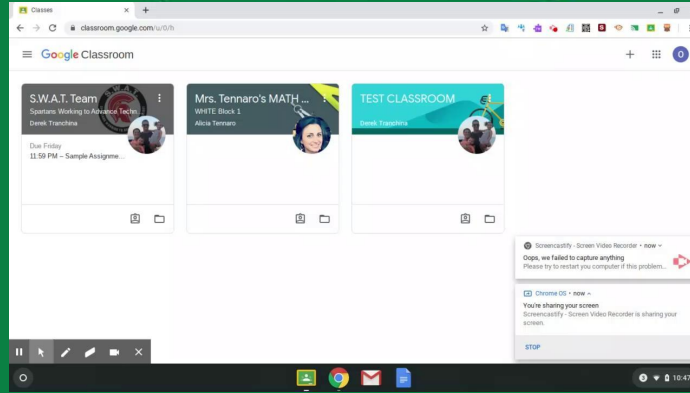 Classes
classroom.google.com/u/0/h
Google Classroom
S.W.A.T. Team
Spartans Working to Advance Techn...
Derek Tranchina
Due Friday
11:59 PM – Sample Assignme...
Mrs. Tennaro's MATH ...
WHITE Block 1
Alicia Tennaro
TEST CLASSROOM
Derek Tranchina
Screencastify - Screen Video Recorder • now
Oops, we failed to capture anything
Please try to restart you computer if this problem...
Chrome OS • now
You're sharing your screen
Screencastify - Screen Video Recorder is sharing your
screen.
STOP
10:47